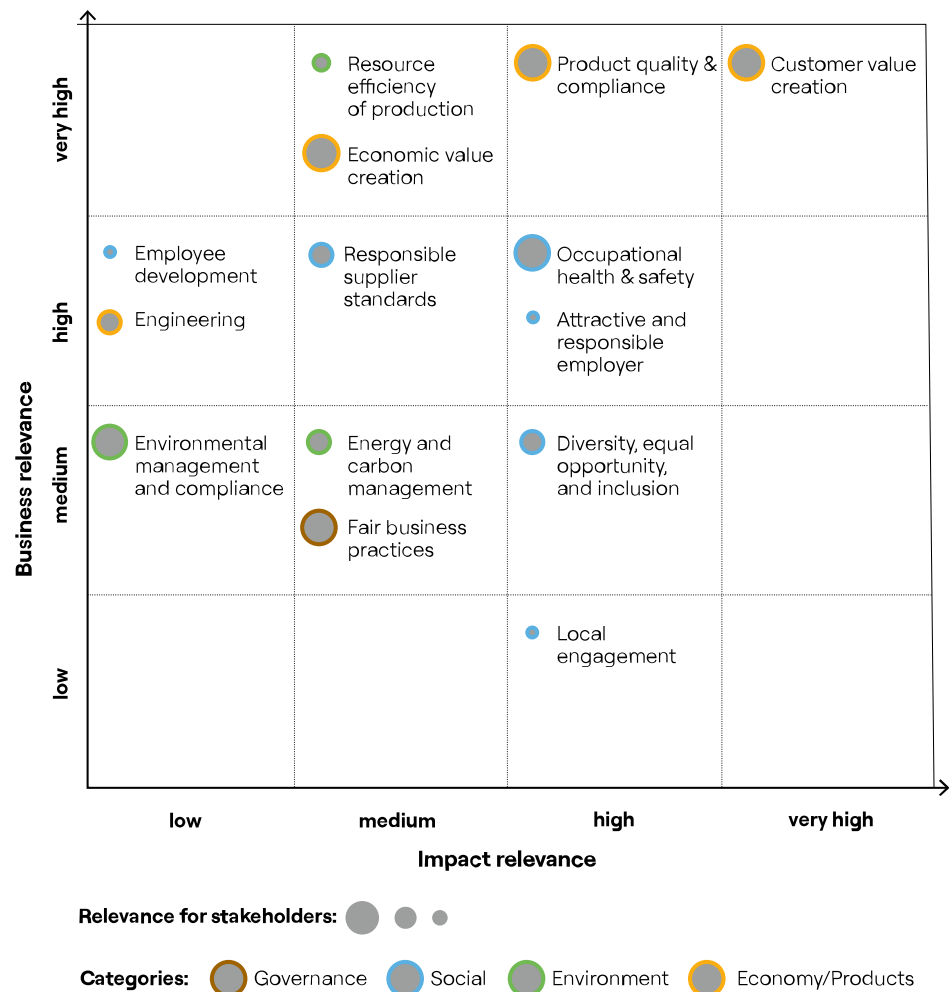 very high
Resource
efficiency
of production
Economic value
creation
Product quality &
compliance
Customer value
creation
high
Employee
development
Engineering
Responsible
supplier
standards
Occupational
health & safety
Attractive and
responsible
employer
Business relevance
medium
Environmental
management
and compliance
Energy and
carbon
management
Fair business
practices
Diversity, equal
opportunity,
and inclusion
low
Local
engagement
low
medium
high
very high
Impact relevance
Relevance for stakeholders:
Categories:
Governance
Social
Environment
Economy/Products